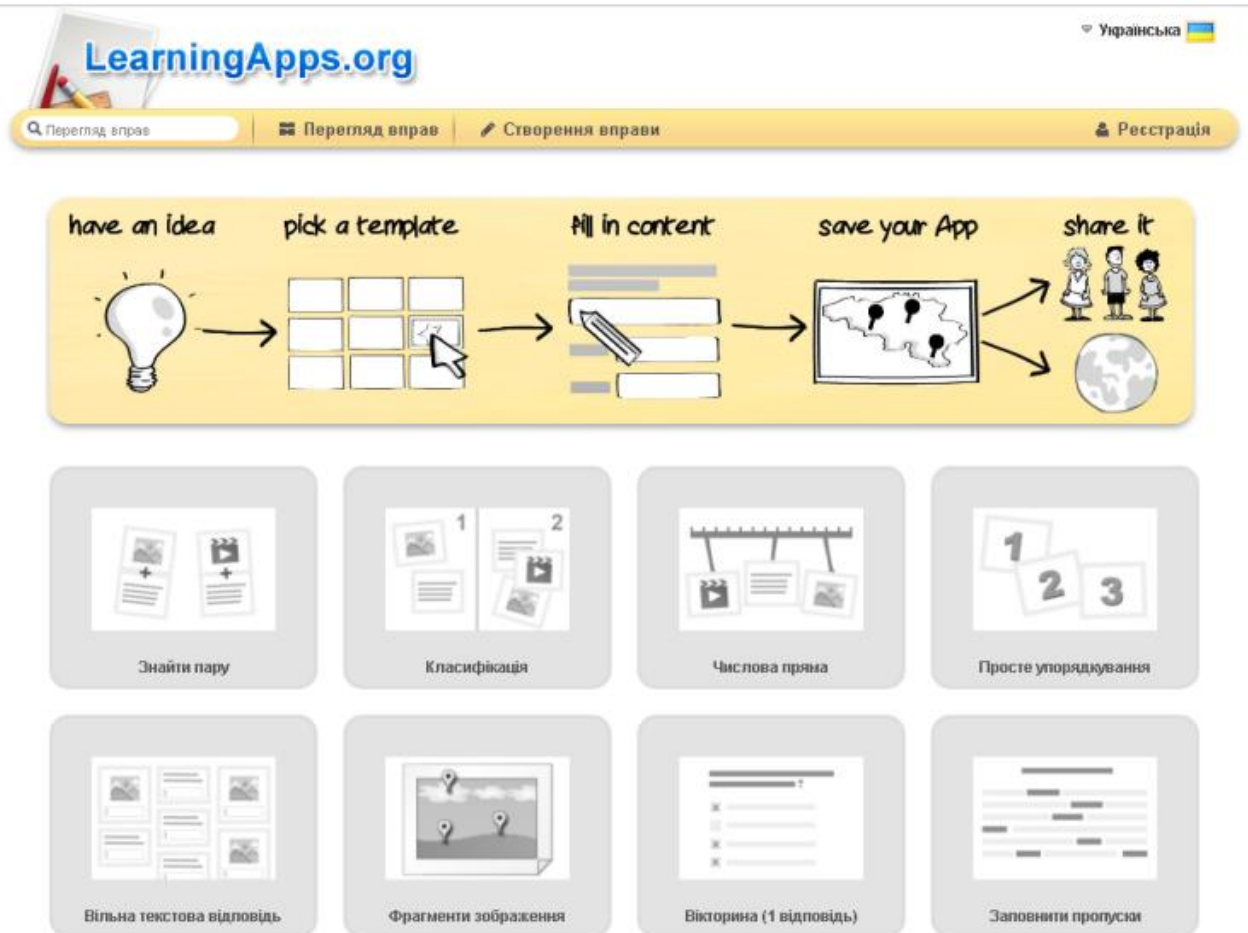 Українська
LearningApps.org
Перегляд вправ
Перегляд вправ
Створення вправи
Реєстрація
have an idea
pick a template
fill in content
save your App
share it
1
2
1
2
3
Знайти пару
Класифікація
Числова пряма
Просте упорядкування
?
Вільна текстова відповідь
Фрагменти зображення
Вікторина (1 відповідь)
Заповнити пропуски